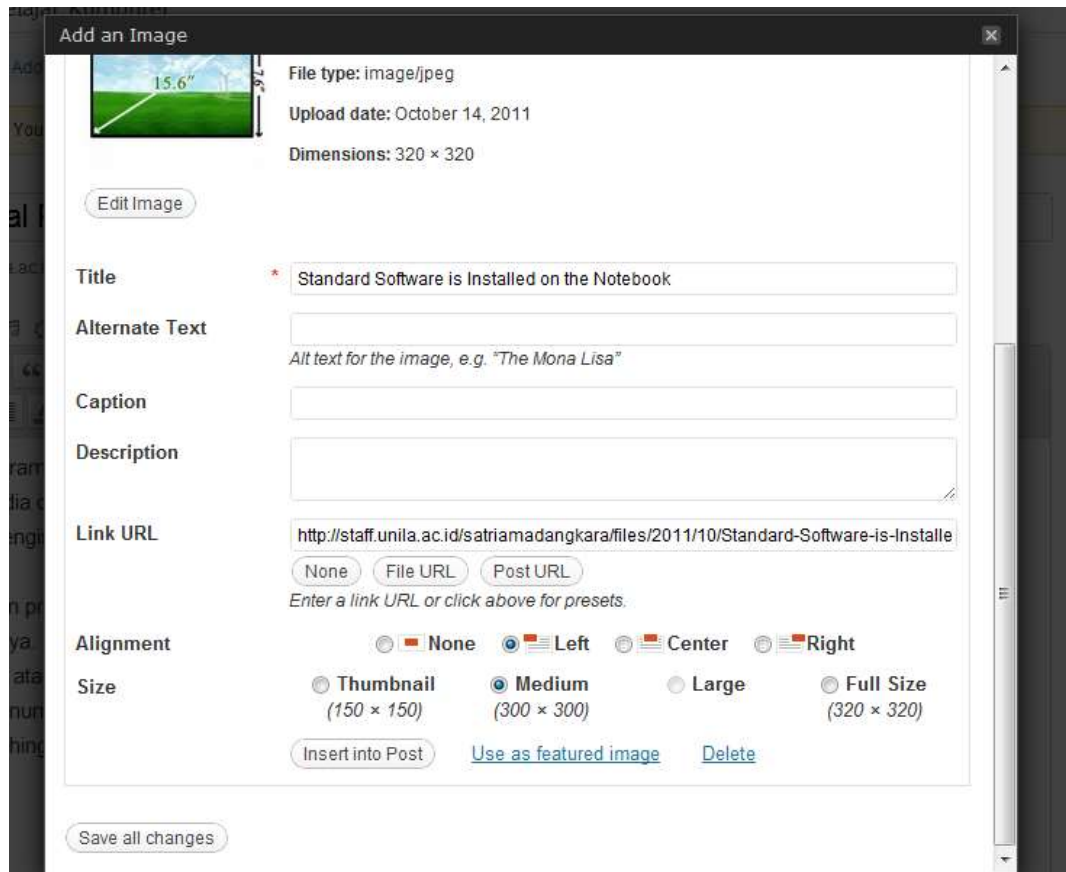 Add an Image
15.6"
7.6"
File type: image/jpeg
Upload date: October 14, 2011
Dimensions: 320 × 320
Edit Image
Title * Standard Software is Installed on the Notebook
Alternate Text
Alt text for the image, e.g. "The Mona Lisa"
Caption
Description
Link URL http://staff.unila.ac.id/satriamadangkara/files/2011/10/Standard-Software-is-Installe
None File URL Post URL
Enter a link URL or click above for presets.
Alignment None Left Center Right
Size Thumbnail Medium Large Full Size
(150 × 150) (300 × 300) (320 × 320)
Insert into Post Use as featured image Delete
Save all changes